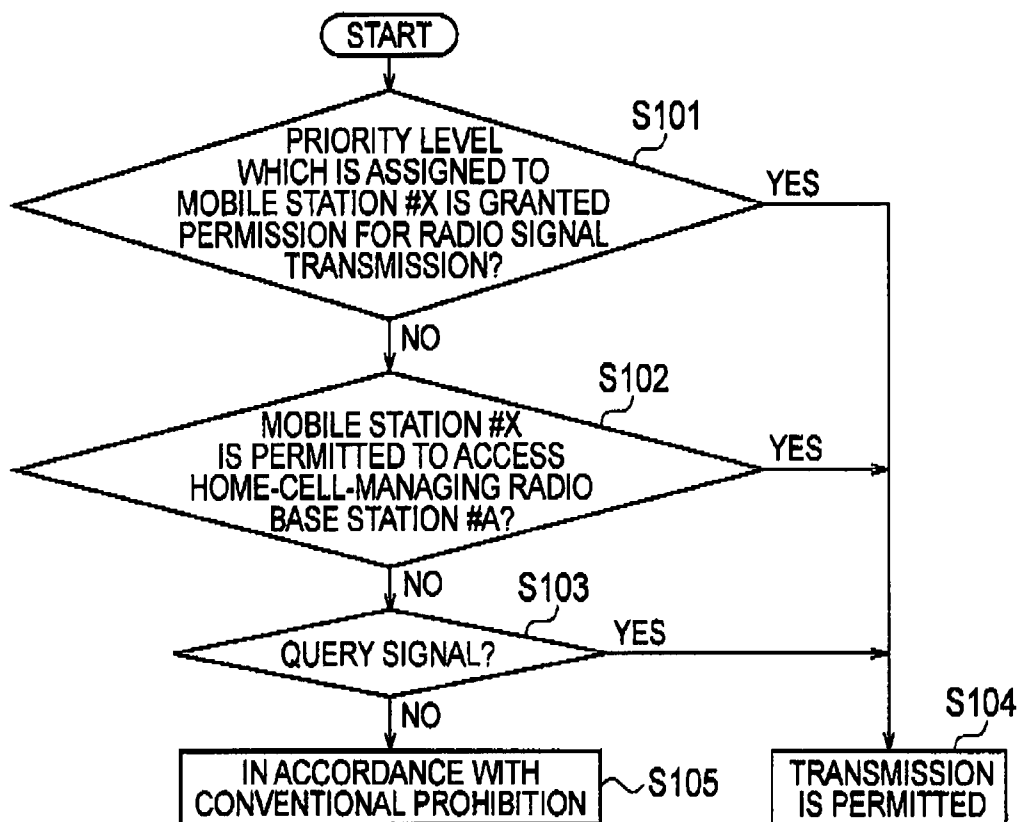 START
S101
PRIORITY LEVEL
WHICH IS ASSIGNED TO
MOBILE STATION #X IS GRANTED
PERMISSION FOR RADIO SIGNAL
TRANSMISSION?
YES
NO
S102
MOBILE STATION #X
IS PERMITTED TO ACCESS
HOME-CELL-MANAGING RADIO
BASE STATION #A?
YES
NO
S103
QUERY SIGNAL?
YES
NO
S104
IN ACCORDANCE WITH
CONVENTIONAL PROHIBITION
S105
TRANSMISSION
IS PERMITTED